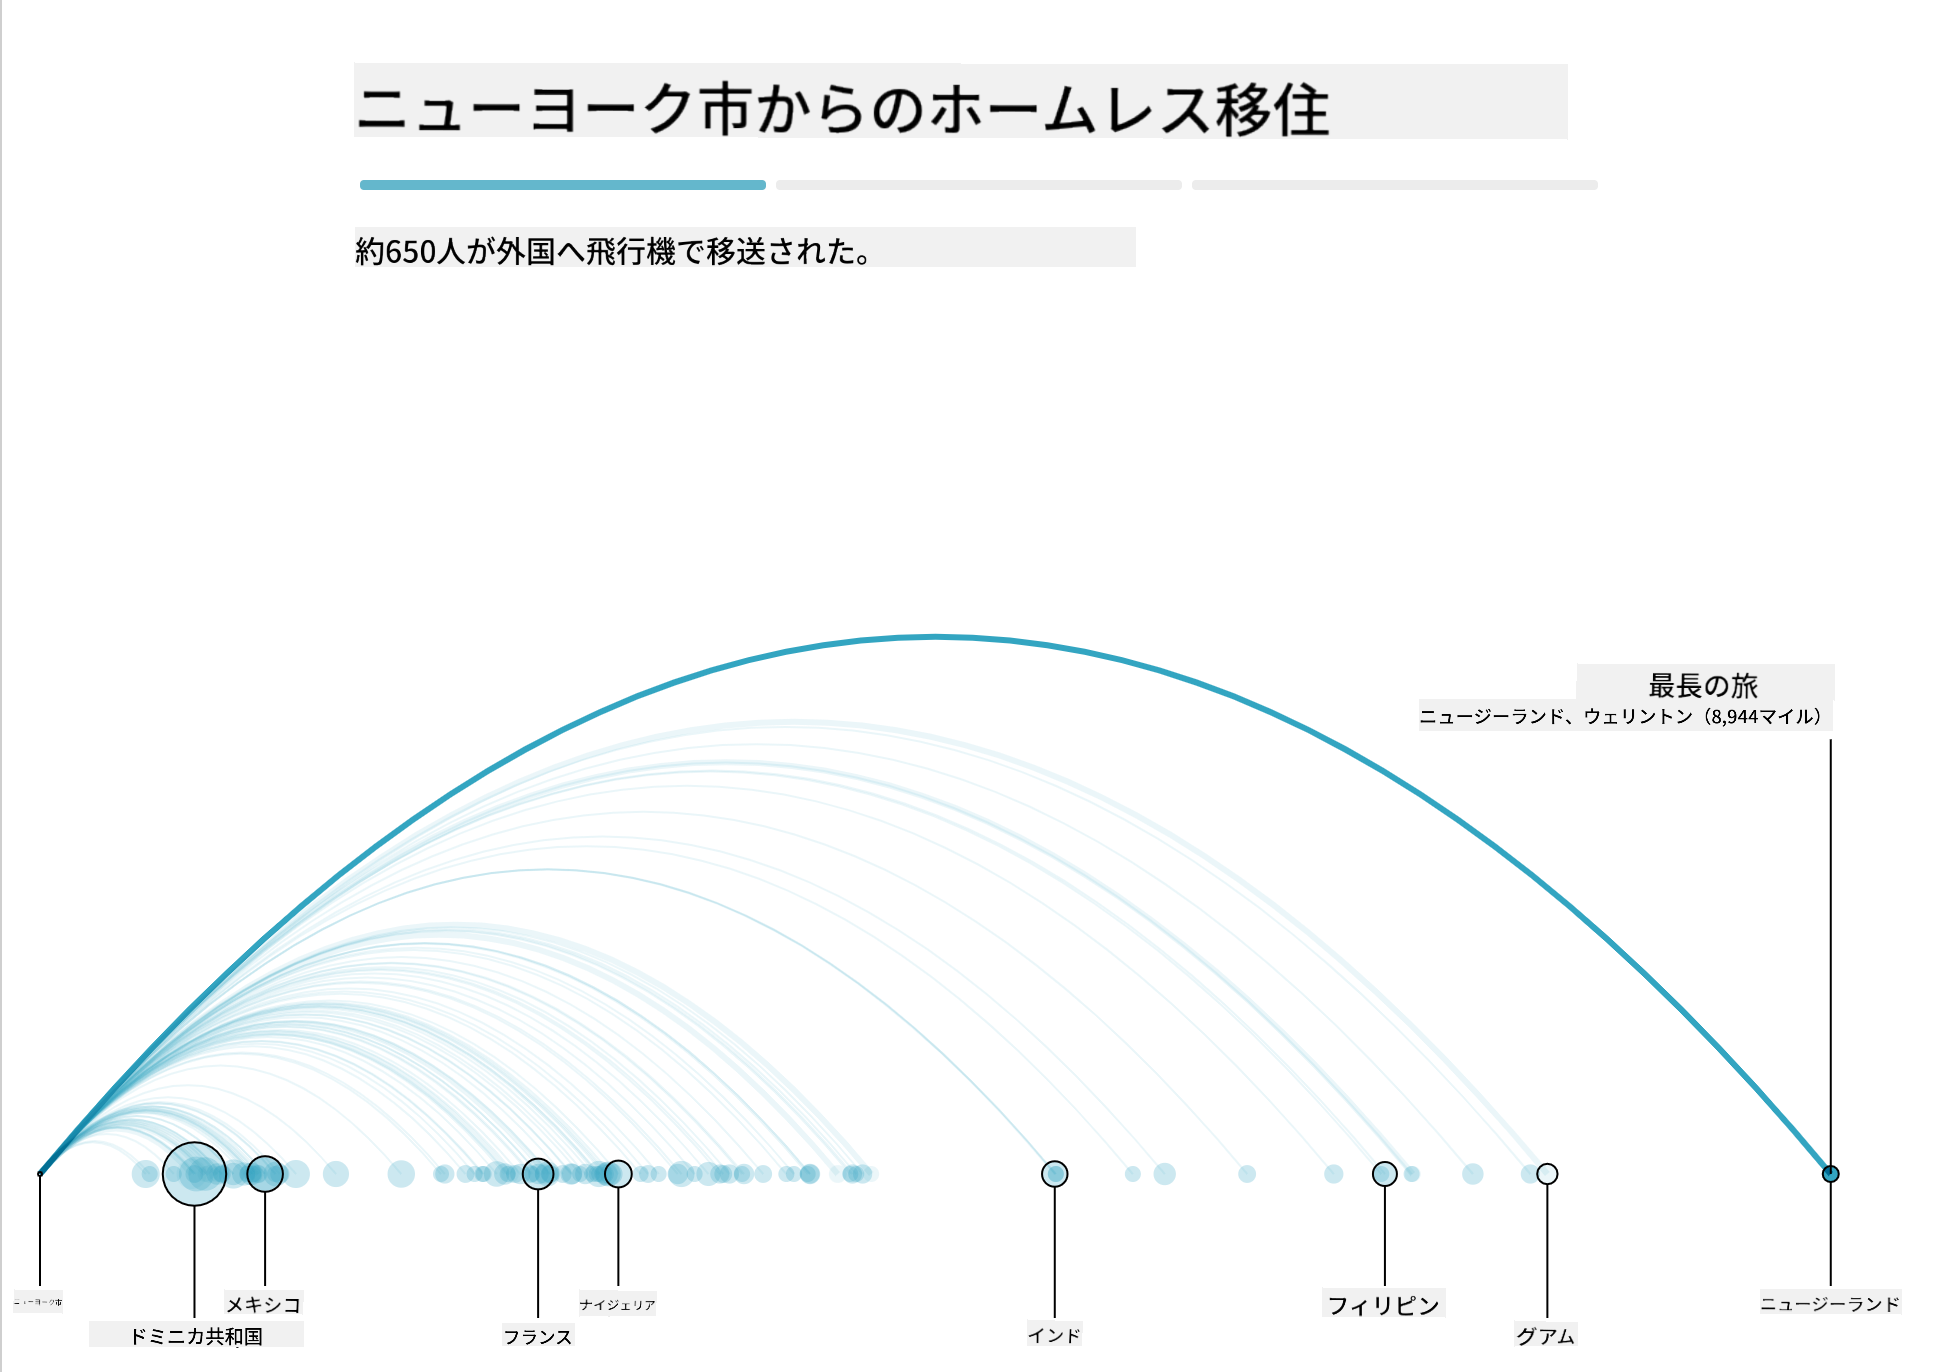 ニューヨーク市からのホームレス移住
約650人が外国へ飛行機で移送された。
最長の旅
ニュージーランド、ウェリントン（8,944マイル）
ニューヨーク市
メキシコ
ドミニカ共和国
フランス
ナイジェリア
インド
フィリピン
グアム
ニュージーランド